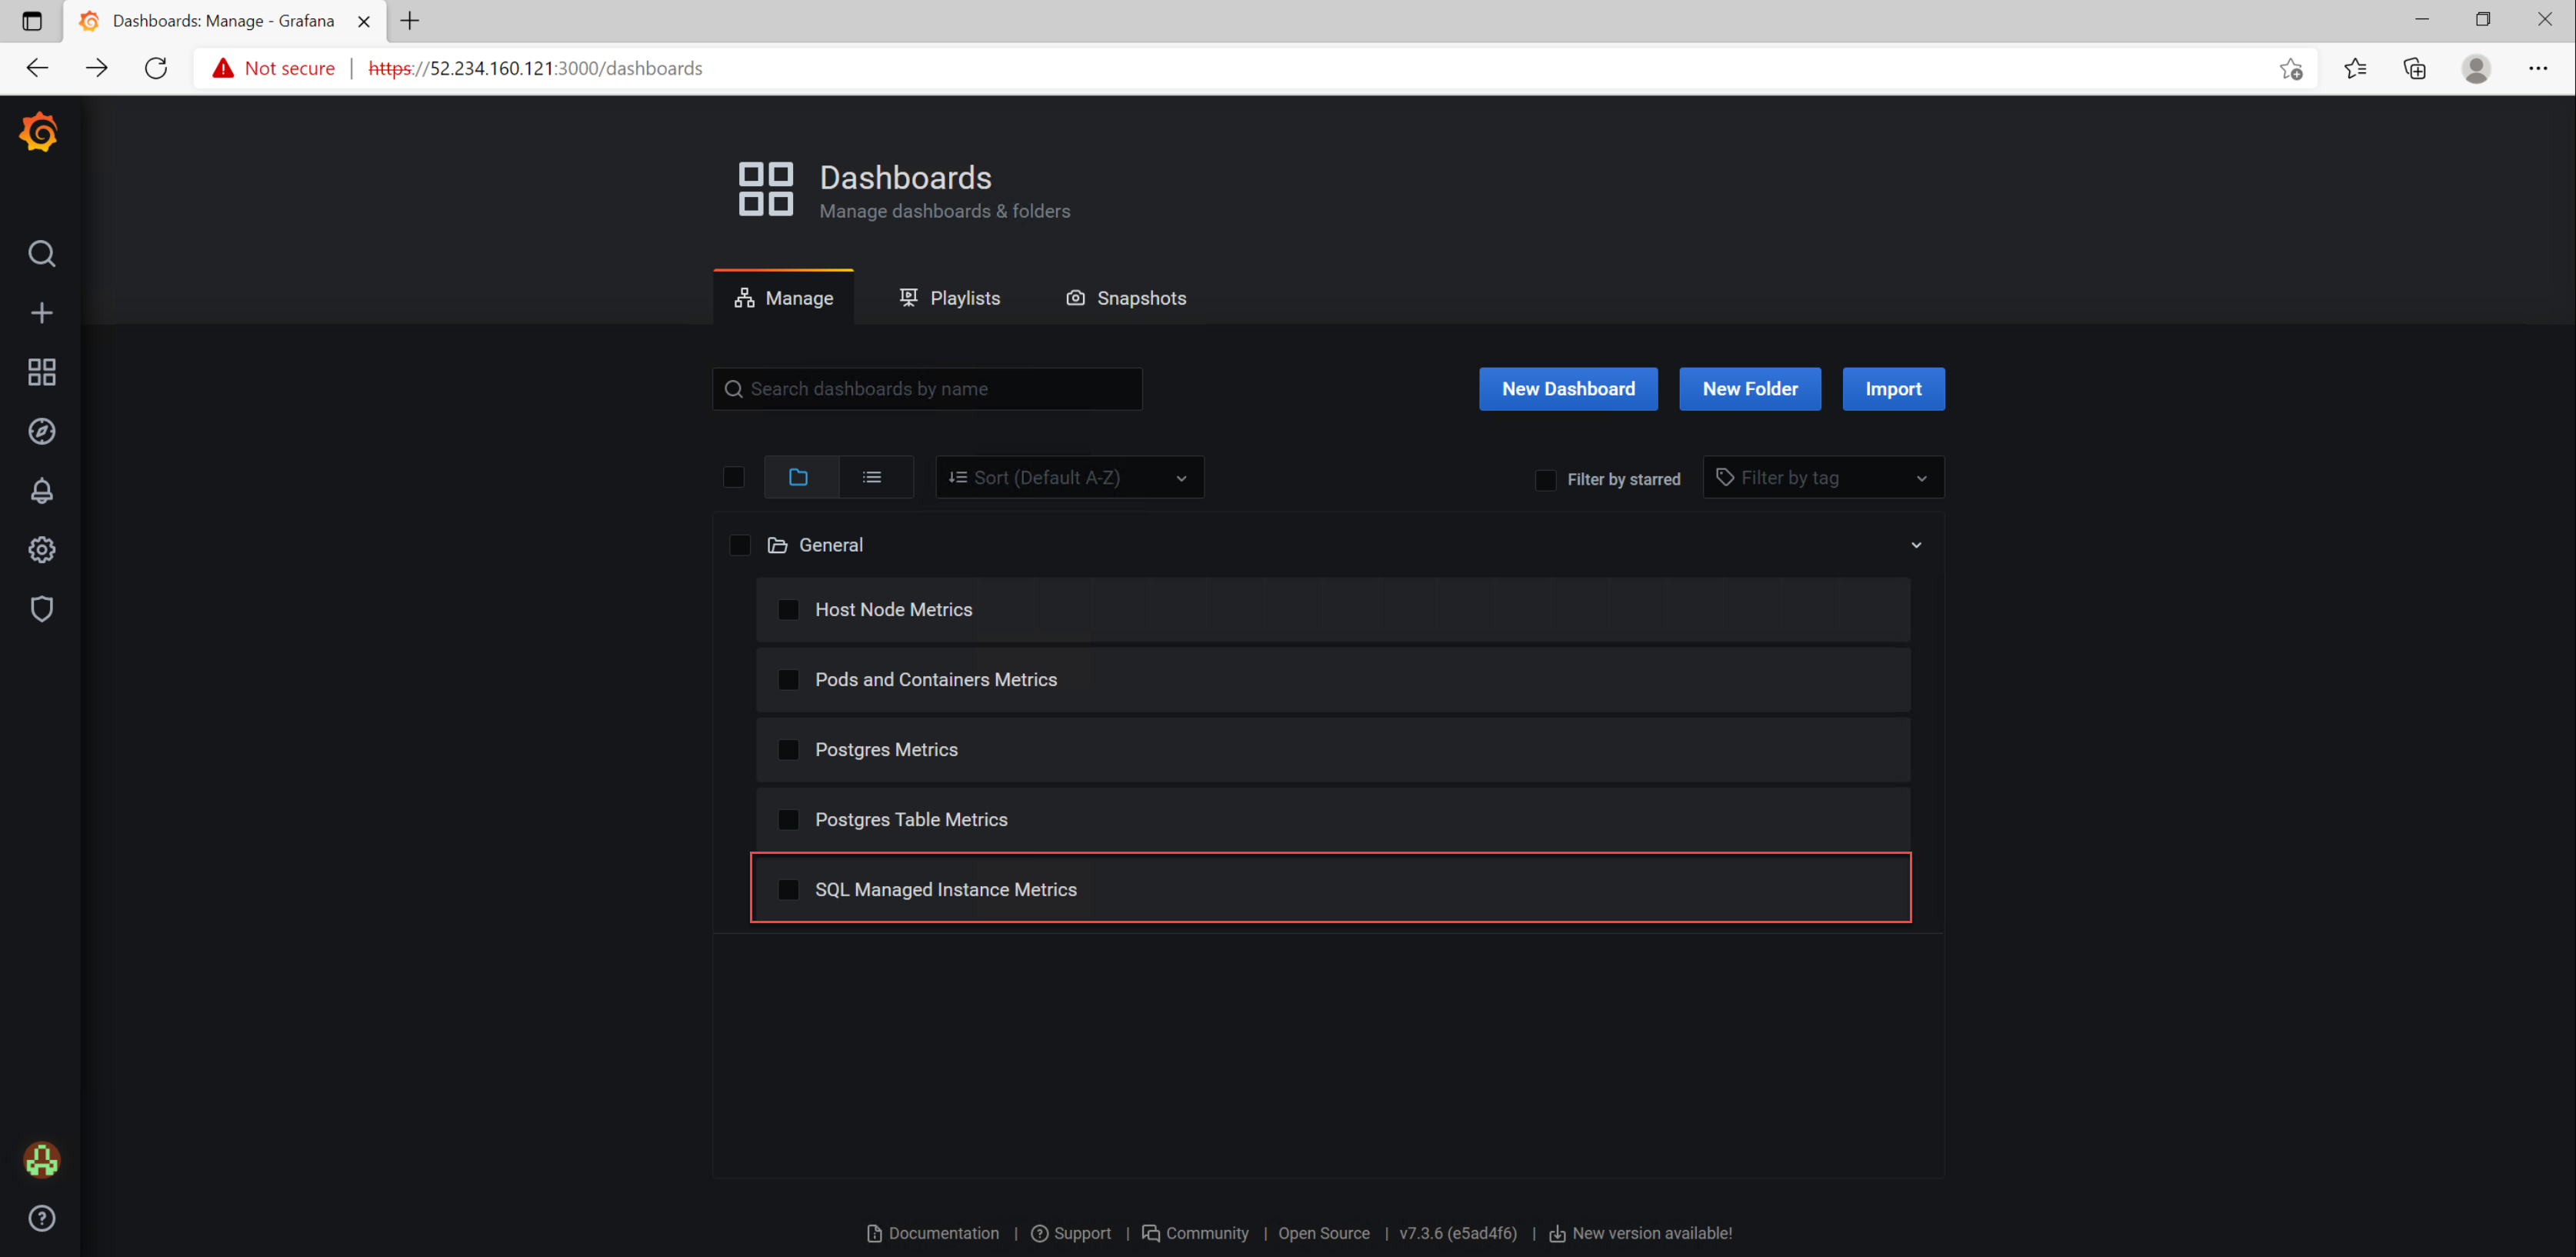 Dashboards: Manage - Grafana
Not secure | https://52.234.160.121:3000/dashboards
Dashboards
Manage dashboards & folders
Manage Playlists Snapshots
Search dashboards by name New Dashboard New Folder Import
Sort (Default A-Z) Filter by starred Filter by tag
General
Host Node Metrics
Pods and Containers Metrics
Postgres Metrics
Postgres Table Metrics
SQL Managed Instance Metrics
Documentation | Support | Community | Open Source | v7.3.6 (e5ad4f6) | New version available!